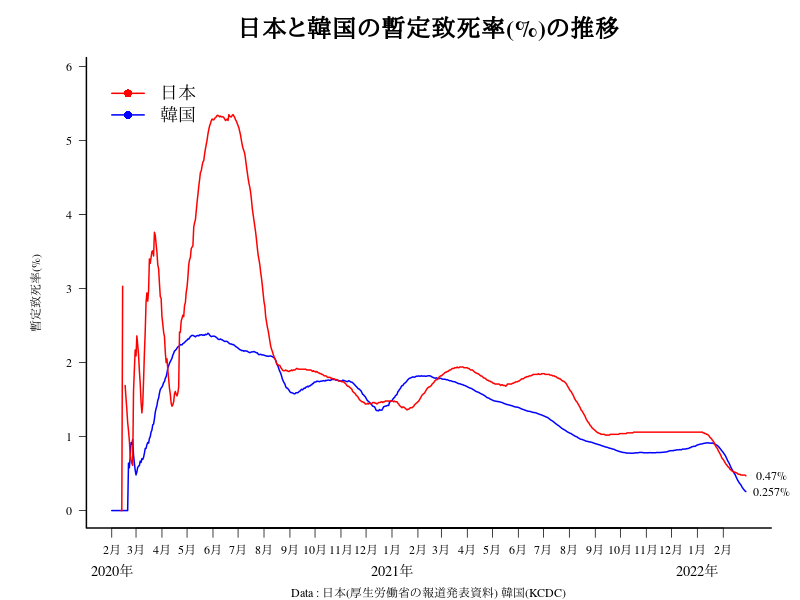 日本と韓国の暫定致死率(%)の推移
日本
韓国
暫定致死率(%)
6
5
4
3
2
1
0
0.47%
0.257%
2月 3月 4月 5月 6月 7月 8月 9月 10月 11月 12月 1月 2月 3月 4月 5月 6月 7月 8月 9月 10月 11月 12月 1月 2月
2020年 2021年 2022年
Data : 日本(厚生労働省の報道発表資料) 韓国(KCDC)